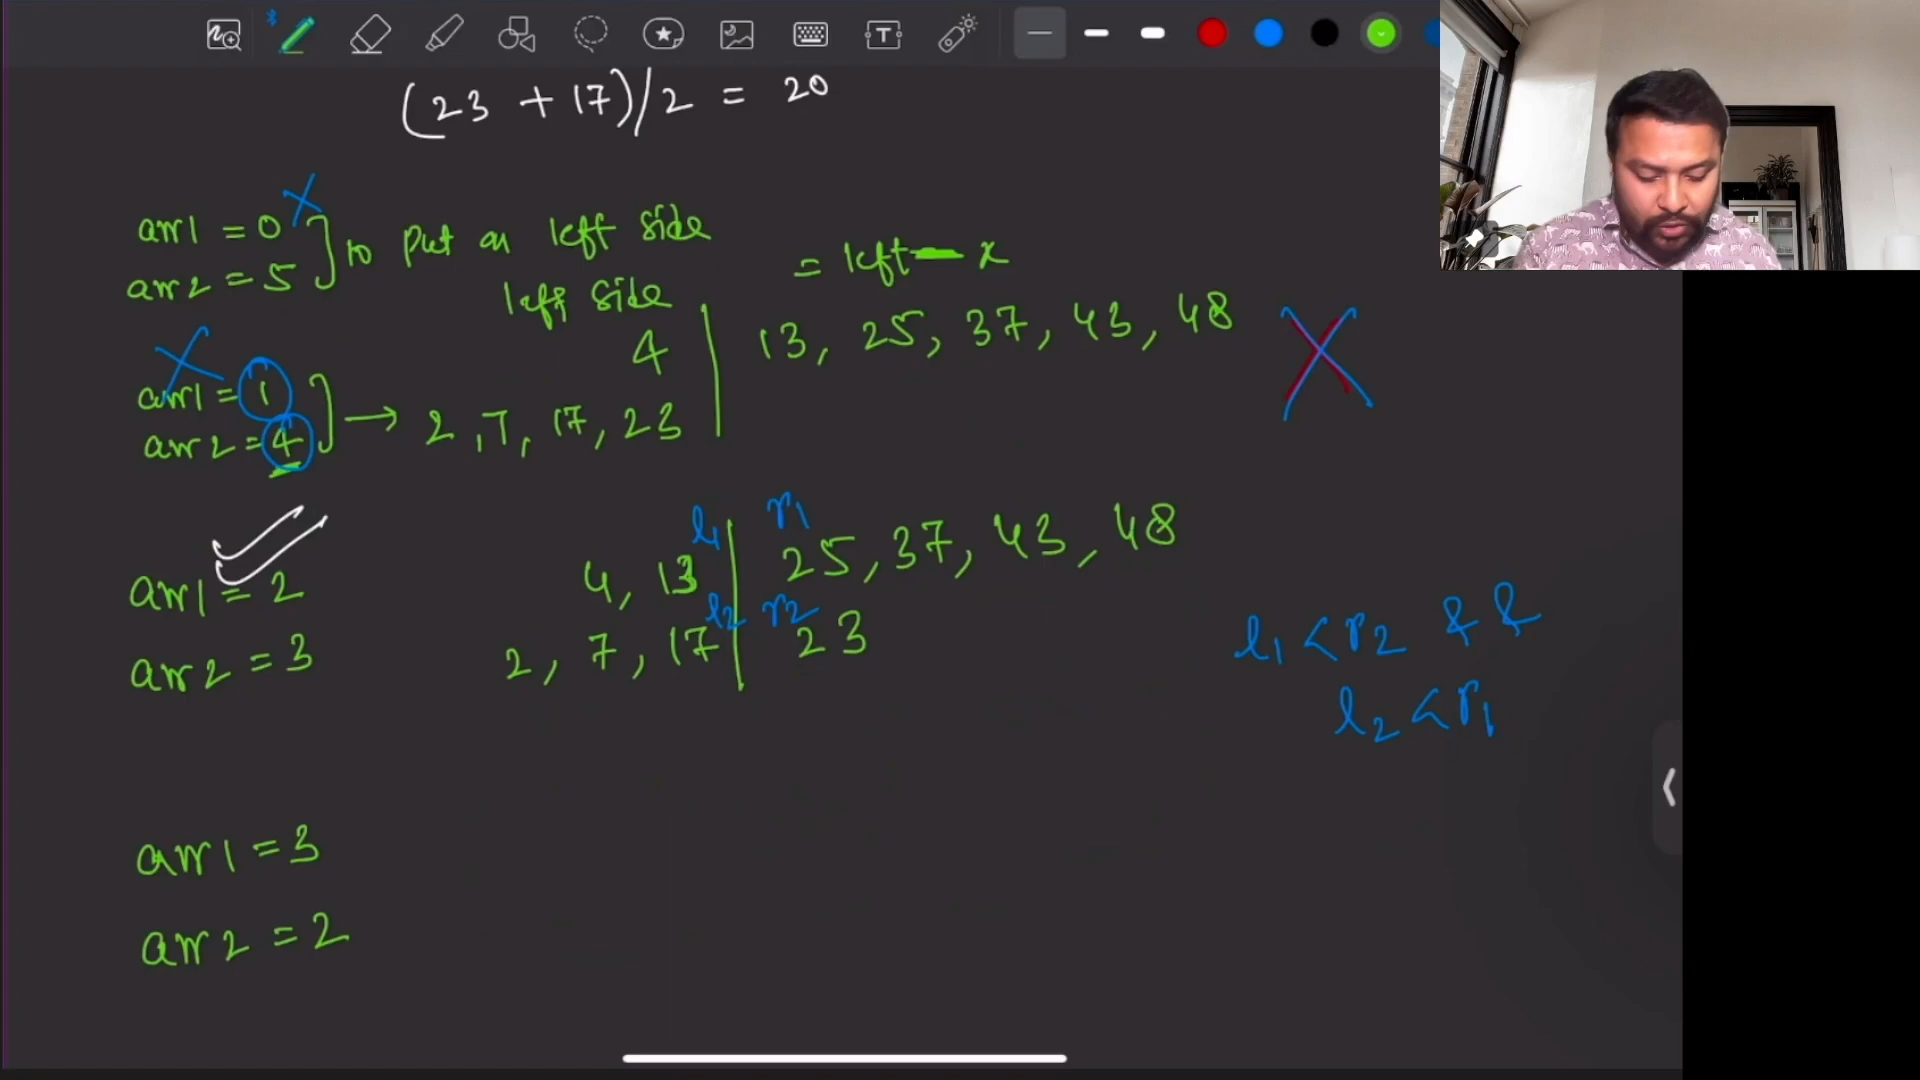 (23 + 17)/2 = 20
arr1 = 0
arr2 = 5
to put on left side
= left - x
left side
4 | 13, 25, 37, 43, 48
arr1 = 1
arr2 = 4
→ 2, 7, 17, 23
l1 r1
4, 13 | 25, 37, 43, 48
arr1 = 2
l2 r2
2, 7, 17 | 23
arr2 = 3
l1 < r2 &&
l2 < r1
arr1 = 3
arr2 = 2